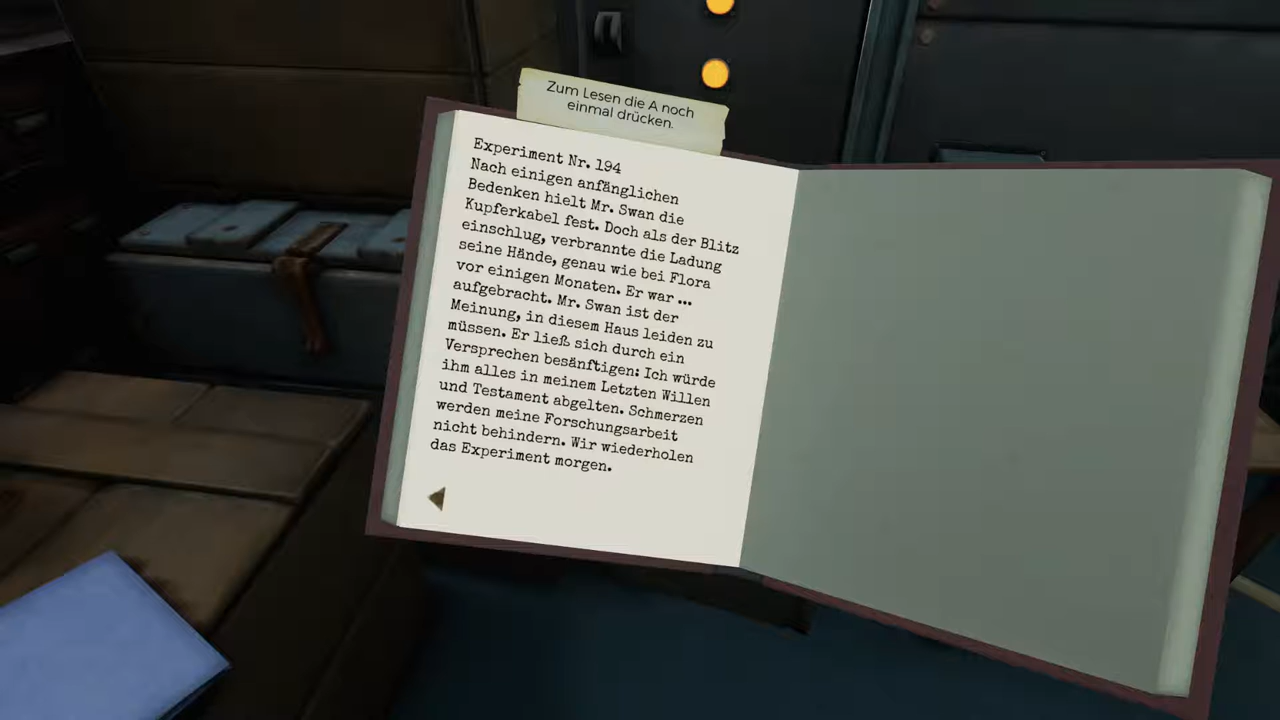 Zum Lesen die A noch
einmal drücken.
Experiment Nr. 194
Nach einigen anfänglichen
Bedenken hielt Mr. Swan die
Kupferkabel fest. Doch als der Blitz
einschlug, verbrannte die Ladung
seine Hände, genau wie bei Flora
vor einigen Monaten. Er war ...
aufgebracht. Mr. Swan ist der
Meinung, in diesem Haus leiden zu
müssen. Er ließ sich durch ein
Versprechen besänftigen: Ich würde
ihm alles in meinem Letzten Willen
und Testament abgelten. Schmerzen
werden meine Forschungsarbeit
nicht behindern. Wir wiederholen
das Experiment morgen.